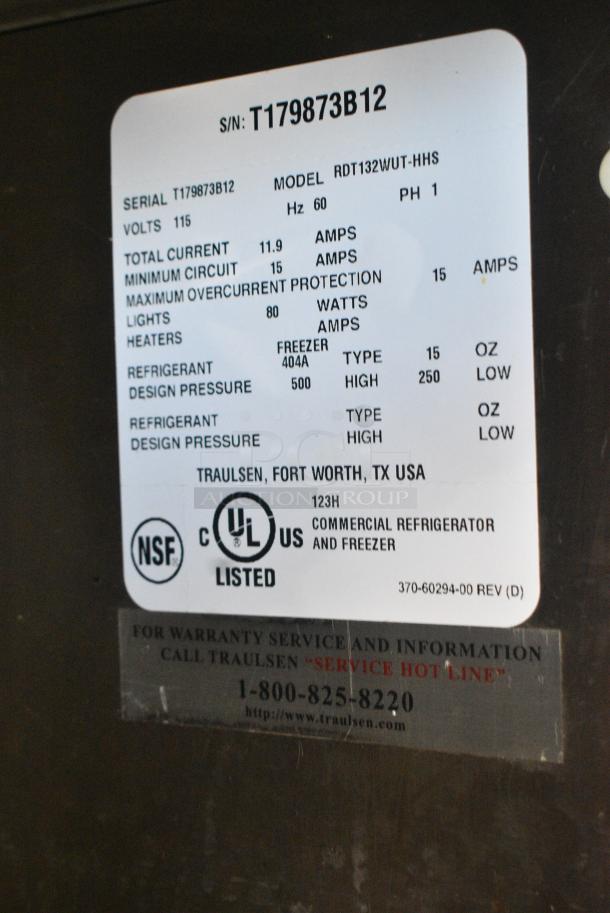 S/N: T179873B12
SERIAL T179873B12 MODEL RDT132WUT-HHS
VOLTS 115 Hz 60 PH 1
TOTAL CURRENT 11.9 AMPS
MINIMUM CIRCUIT 15 AMPS
MAXIMUM OVERCURRENT PROTECTION 15 AMPS
LIGHTS 80 WATTS
HEATERS AMPS
FREEZER
REFRIGERANT 404A TYPE 15 OZ
DESIGN PRESSURE 500 HIGH 250 LOW
REFRIGERANT TYPE OZ
DESIGN PRESSURE HIGH LOW
TRAULSEN, FORT WORTH, TX USA
AUCTION GROUP
NSF
C UL US
®
LISTED
123H
COMMERCIAL REFRIGERATOR
AND FREEZER
370-60294-00 REV (D)
FOR WARRANTY SERVICE AND INFORMATION
CALL TRAULSEN "SERVICE HOT LINE"
1-800-825-8220
http://www.traulsen.com